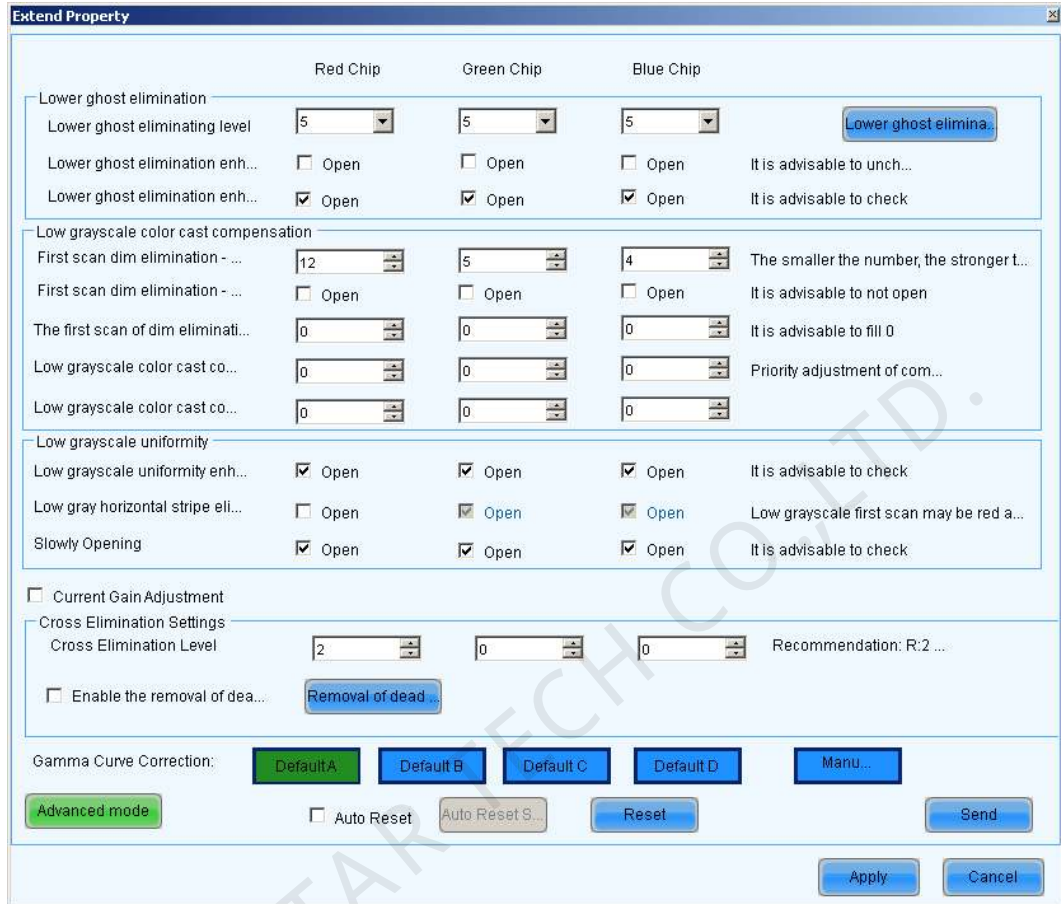 Extend Property
Red Chip Green Chip Blue Chip
Lower ghost elimination
Lower ghost eliminating level 5 5 5 Lower ghost elimina...
Lower ghost elimination enh... Open Open Open It is advisable to unch...
Lower ghost elimination enh... Open Open Open It is advisable to check
Low grayscale color cast compensation
First scan dim elimination - ... 12 5 4 The smaller the number, the stronger t...
First scan dim elimination - ... Open Open Open It is advisable to not open
The first scan of dim eliminati... 0 0 0 It is advisable to fill 0
Low grayscale color cast co... 0 0 0 Priority adjustment of com...
Low grayscale color cast co... 0 0 0
Low grayscale uniformity
Low grayscale uniformity enh... Open Open Open It is advisable to check
Low gray horizontal stripe eli... Open Open Open Low grayscale first scan may be red a...
Slowly Opening Open Open Open It is advisable to check
Current Gain Adjustment
Cross Elimination Settings
Cross Elimination Level 2 0 0 Recommendation: R:2 ...
Enable the removal of dea... Removal of dead ...
Gamma Curve Correction: Default A Default B Default C Default D Manu...
Advanced mode Auto Reset Auto Reset S... Reset Send
Apply Cancel
TAR TECH CO.,LTD.